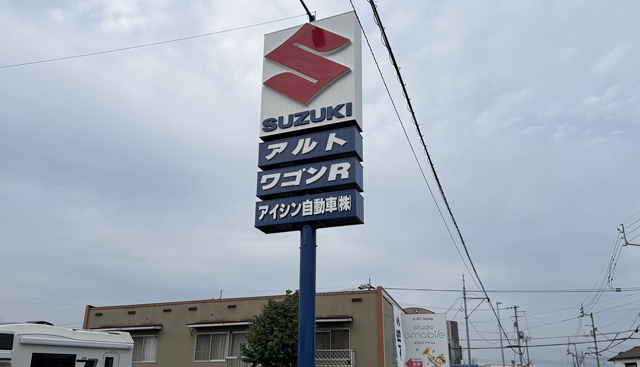 SUZUKI
アルト
ワゴンR
アイシン自動車㈱
studio
mobile